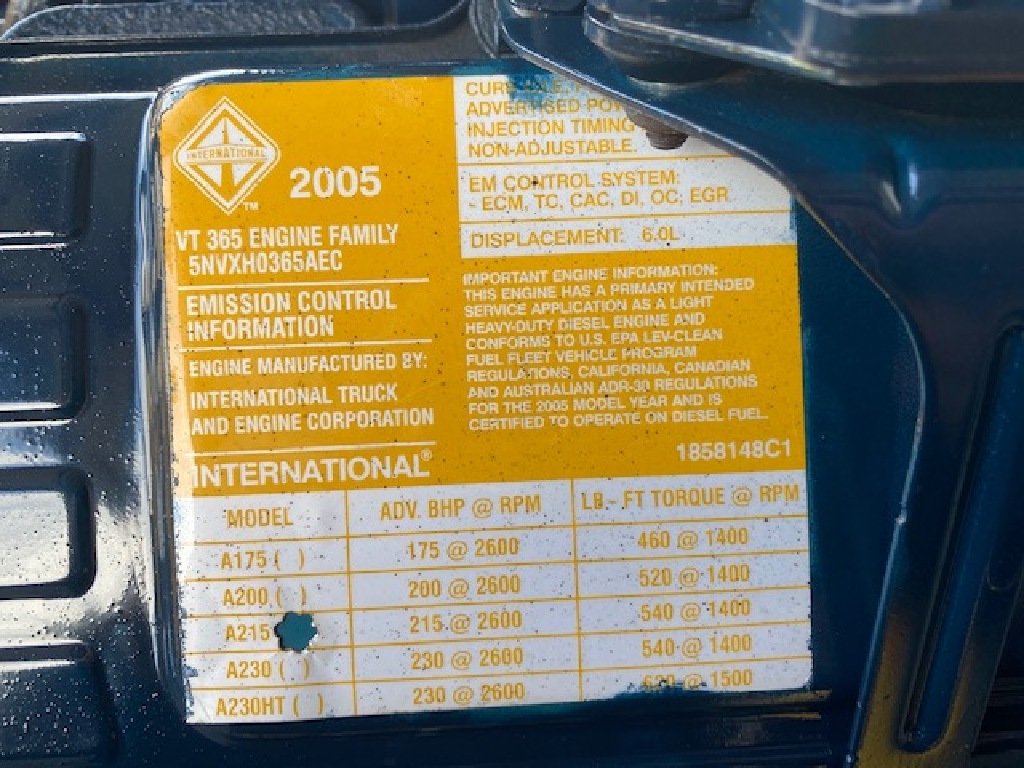 1
INTERNATIONAL
TM
2005
VT 365 ENGINE FAMILY
5NVXH0365AEC
EMISSION CONTROL
INFORMATION
ENGINE MANUFACTURED BY:
INTERNATIONAL TRUCK
AND ENGINE CORPORATION
INTERNATIONAL®
ADVERTISED
INJECTION TIMING
NON-ADJUSTABLE.
EM CONTROL SYSTEM:
- ECM, TC, CAC, DI, OC, EGR
DISPLACEMENT: 6.0L
IMPORTANT ENGINE INFORMATION:
THIS ENGINE HAS A PRIMARY INTENDED
SERVICE APPLICATION AS A LIGHT
HEAVY-DUTY DIESEL ENGINE AND
CONFORMS TO U.S. EPA LEV-CLEAN
FUEL FLEET VEHICLE PROGRAM
REGULATIONS, CALIFORNIA, CANADIAN
AND AUSTRALIAN ADR-30 REGULATIONS
FOR THE 2005 MODEL YEAR AND IS
CERTIFIED TO OPERATE ON DIESEL FUEL.
1858148C1
MODEL ADV. BHP @ RPM LB.- FT TORQUE @ RPM
A175 ( ) 175 @ 2600 460 @ 1400
A200 ( ) 200 @ 2600 520 @ 1400
A215 215 @ 2600 540 @ 1400
A230 ( ) 230 @ 2600 540 @ 1400
A230HT ( ) 230 @ 2600 @ 1500